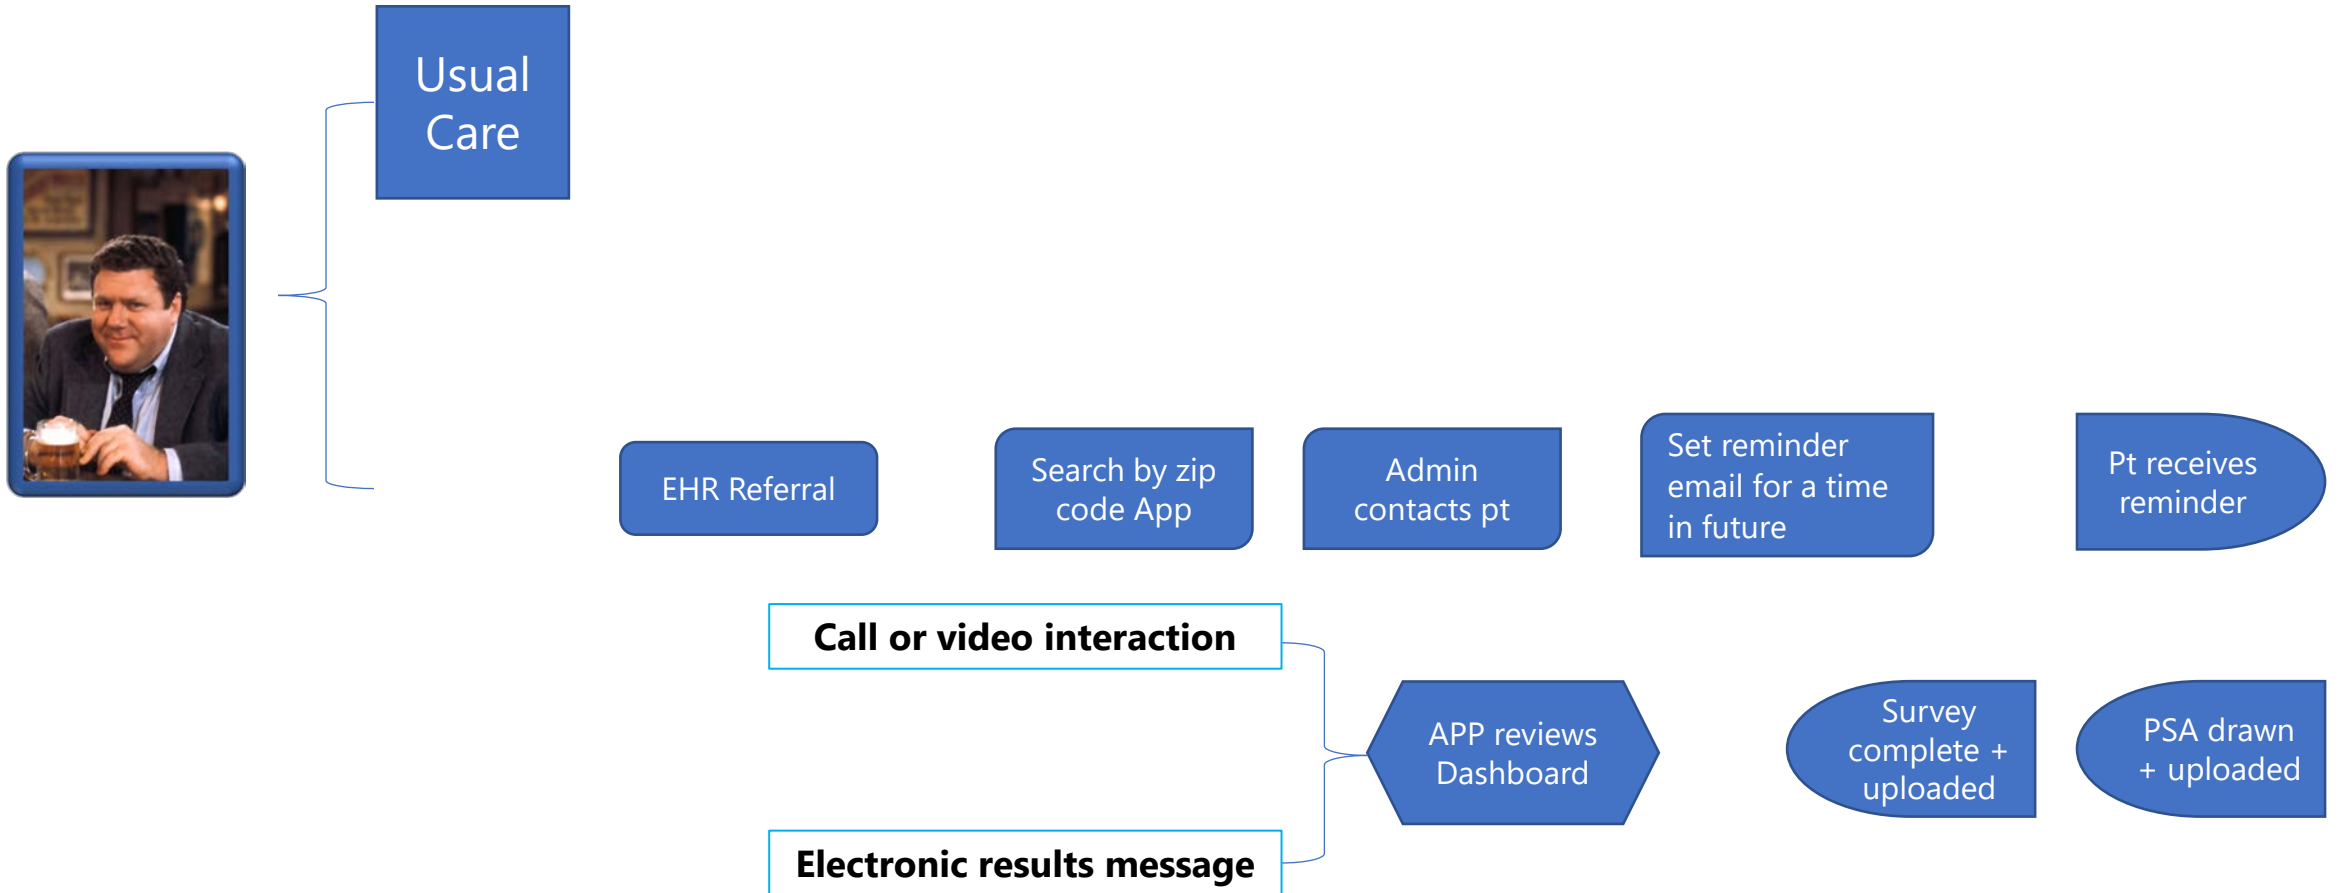 Usual
Care
EHR Referral
Search by zip
code App
Admin
contacts pt
Set reminder
email for a time
in future
Pt receives
reminder
Call or video interaction
APP reviews
Dashboard
Survey
complete +
uploaded
PSA drawn
+ uploaded
Electronic results message